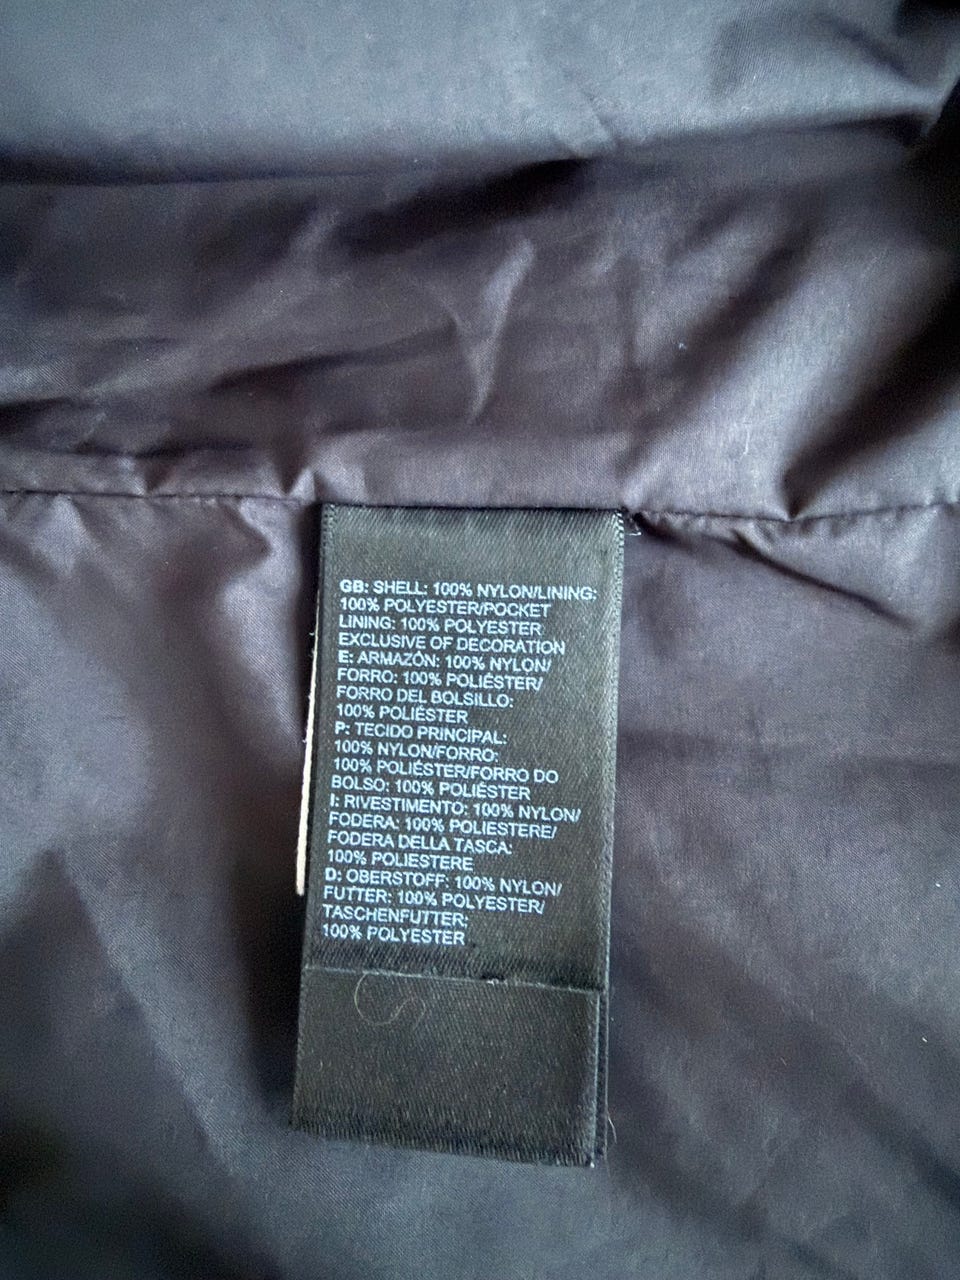 GB: SHELL: 100% NYLON/LINING:
100% POLYESTER/POCKET
LINING: 100% POLYESTER
EXCLUSIVE OF DECORATION
E: ARMAZÓN: 100% NYLON/
FORRO: 100% POLIÉSTER/
FORRO DEL BOLSILLO:
100% POLIÉSTER
P: TECIDO PRINCIPAL:
100% NYLON/FORRO:
100% POLIÉSTER/FORRO DO
BOLSO: 100% POLIÉSTER
I: RIVESTIMENTO: 100% NYLON/
FODERA: 100% POLIESTERE/
FODERA DELLA TASCA:
100% POLIESTERE
D: OBERSTOFF: 100% NYLON/
FUTTER: 100% POLYESTER/
TASCHENFUTTER:
100% POLYESTER